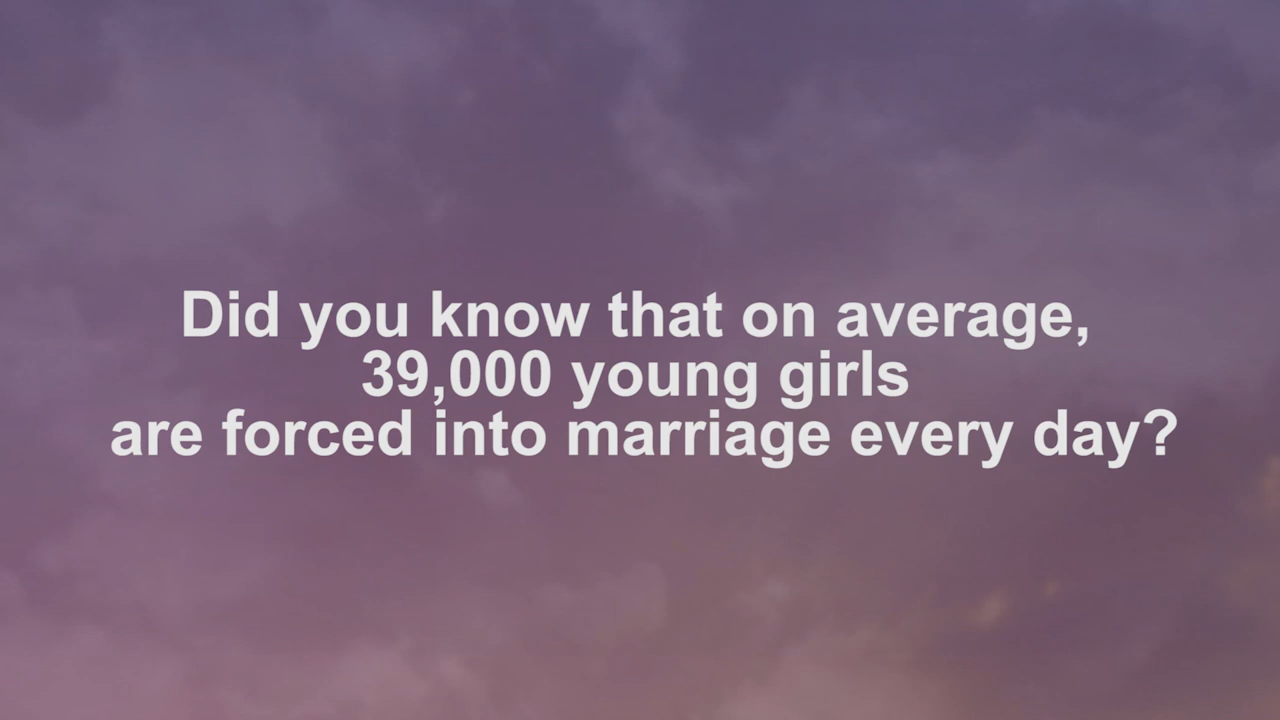 Did you know that on average,
39,000 young girls
are forced into marriage every day?